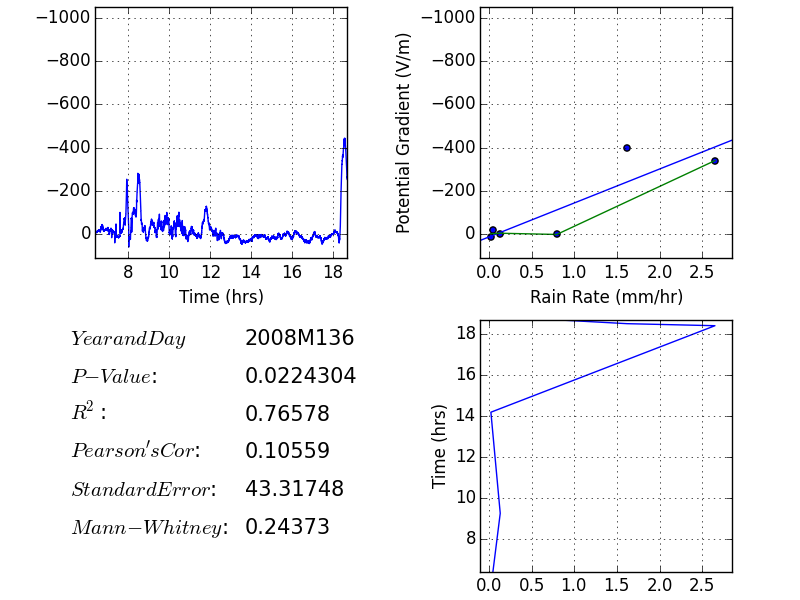 −1000
−800
−600
−400
−200
0
8 10 12 14 16 18
Time (hrs)
Potential Gradient (V/m)
−1000
−800
−600
−400
−200
0
0.0 0.5 1.0 1.5 2.0 2.5
Rain Rate (mm/hr)
YearandDay 2008M136
P−Value: 0.0224304
R²: 0.76578
Pearson'sCor: 0.10559
StandardError: 43.31748
Mann−Whitney: 0.24373
Time (hrs)
18
16
14
12
10
8
0.0 0.5 1.0 1.5 2.0 2.5